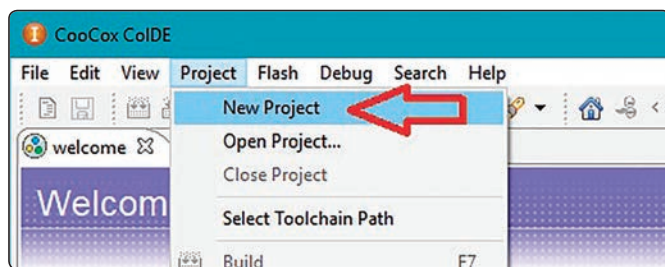 CooCox CoIDE
File Edit View Project Flash Debug Search Help
New Project
welcome
Open Project...
Close Project
Welcom
Select Toolchain Path
Build F7